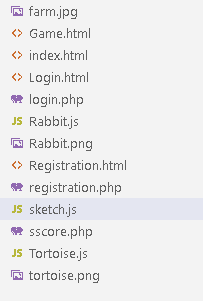 farm.jpg
Game.html
index.html
Login.html
login.php
JS Rabbit.js
Rabbit.png
Registration.html
registration.php
JS sketch.js
sscore.php
JS Tortoise.js
tortoise.png